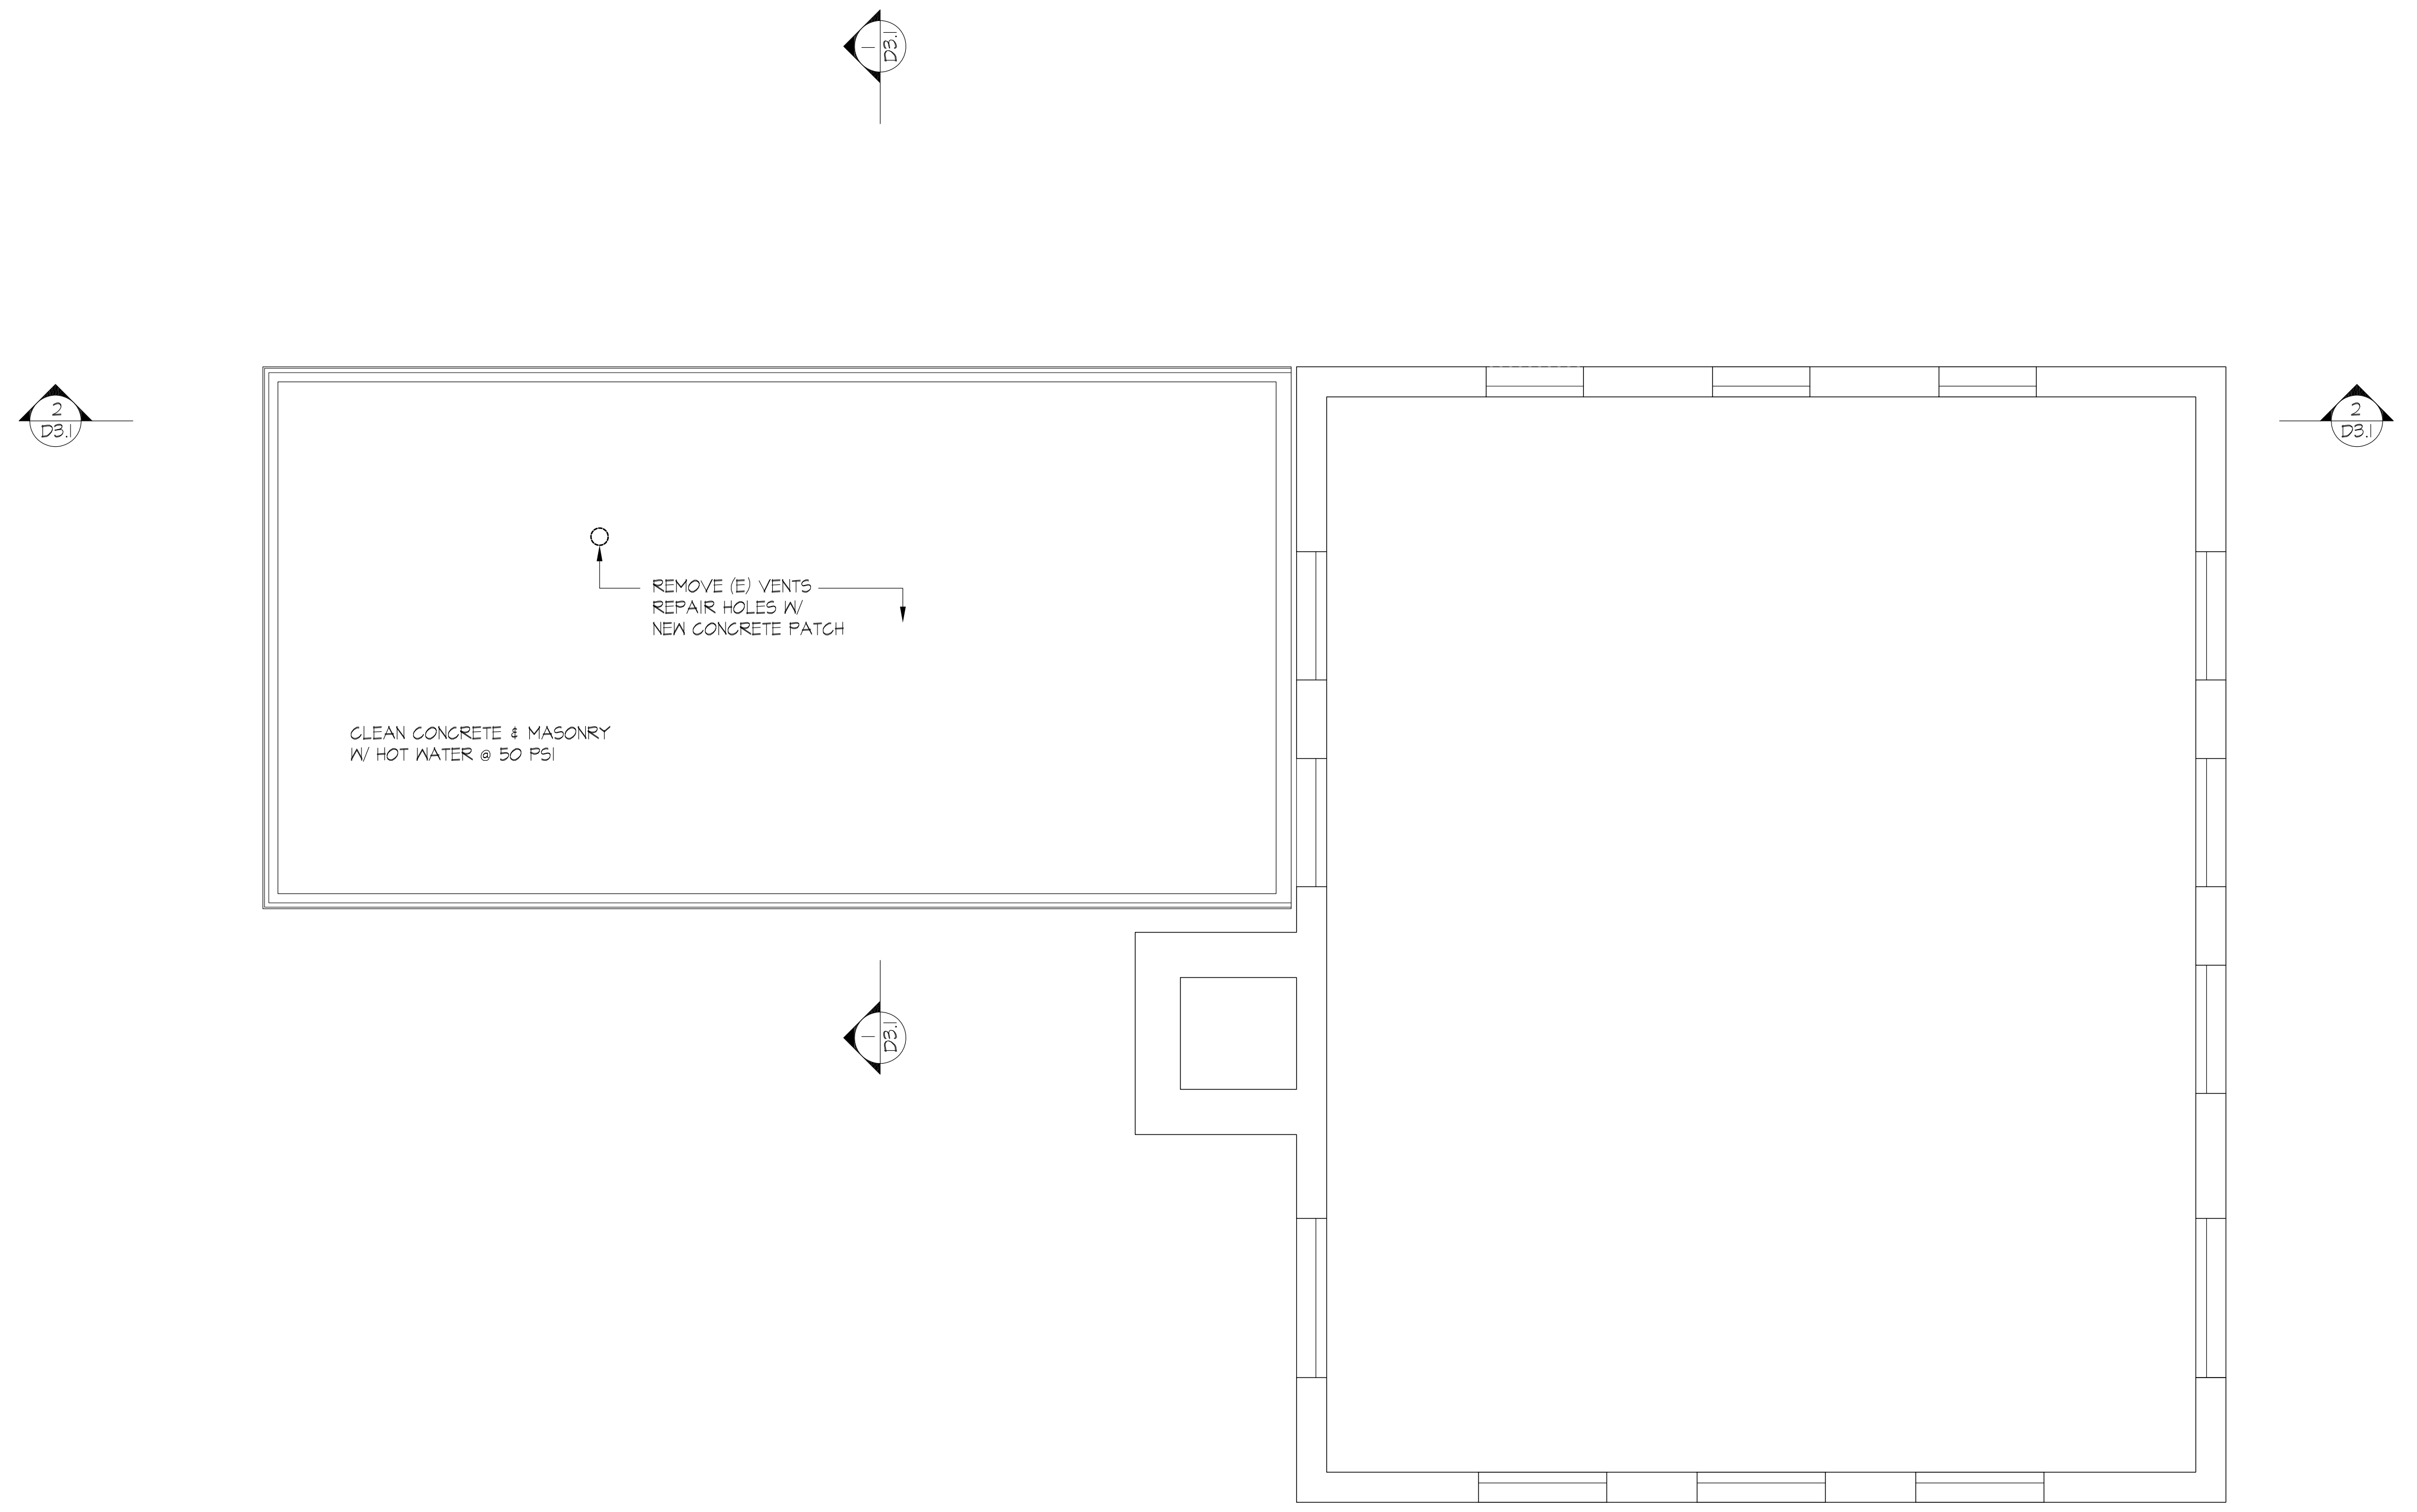 1
D3.1
2
D3.1
2
D3.1
REMOVE (E) VENTS
REPAIR HOLES W/
NEW CONCRETE PATCH
CLEAN CONCRETE & MASONRY
W/ HOT WATER @ 50 PSI
1
D3.1